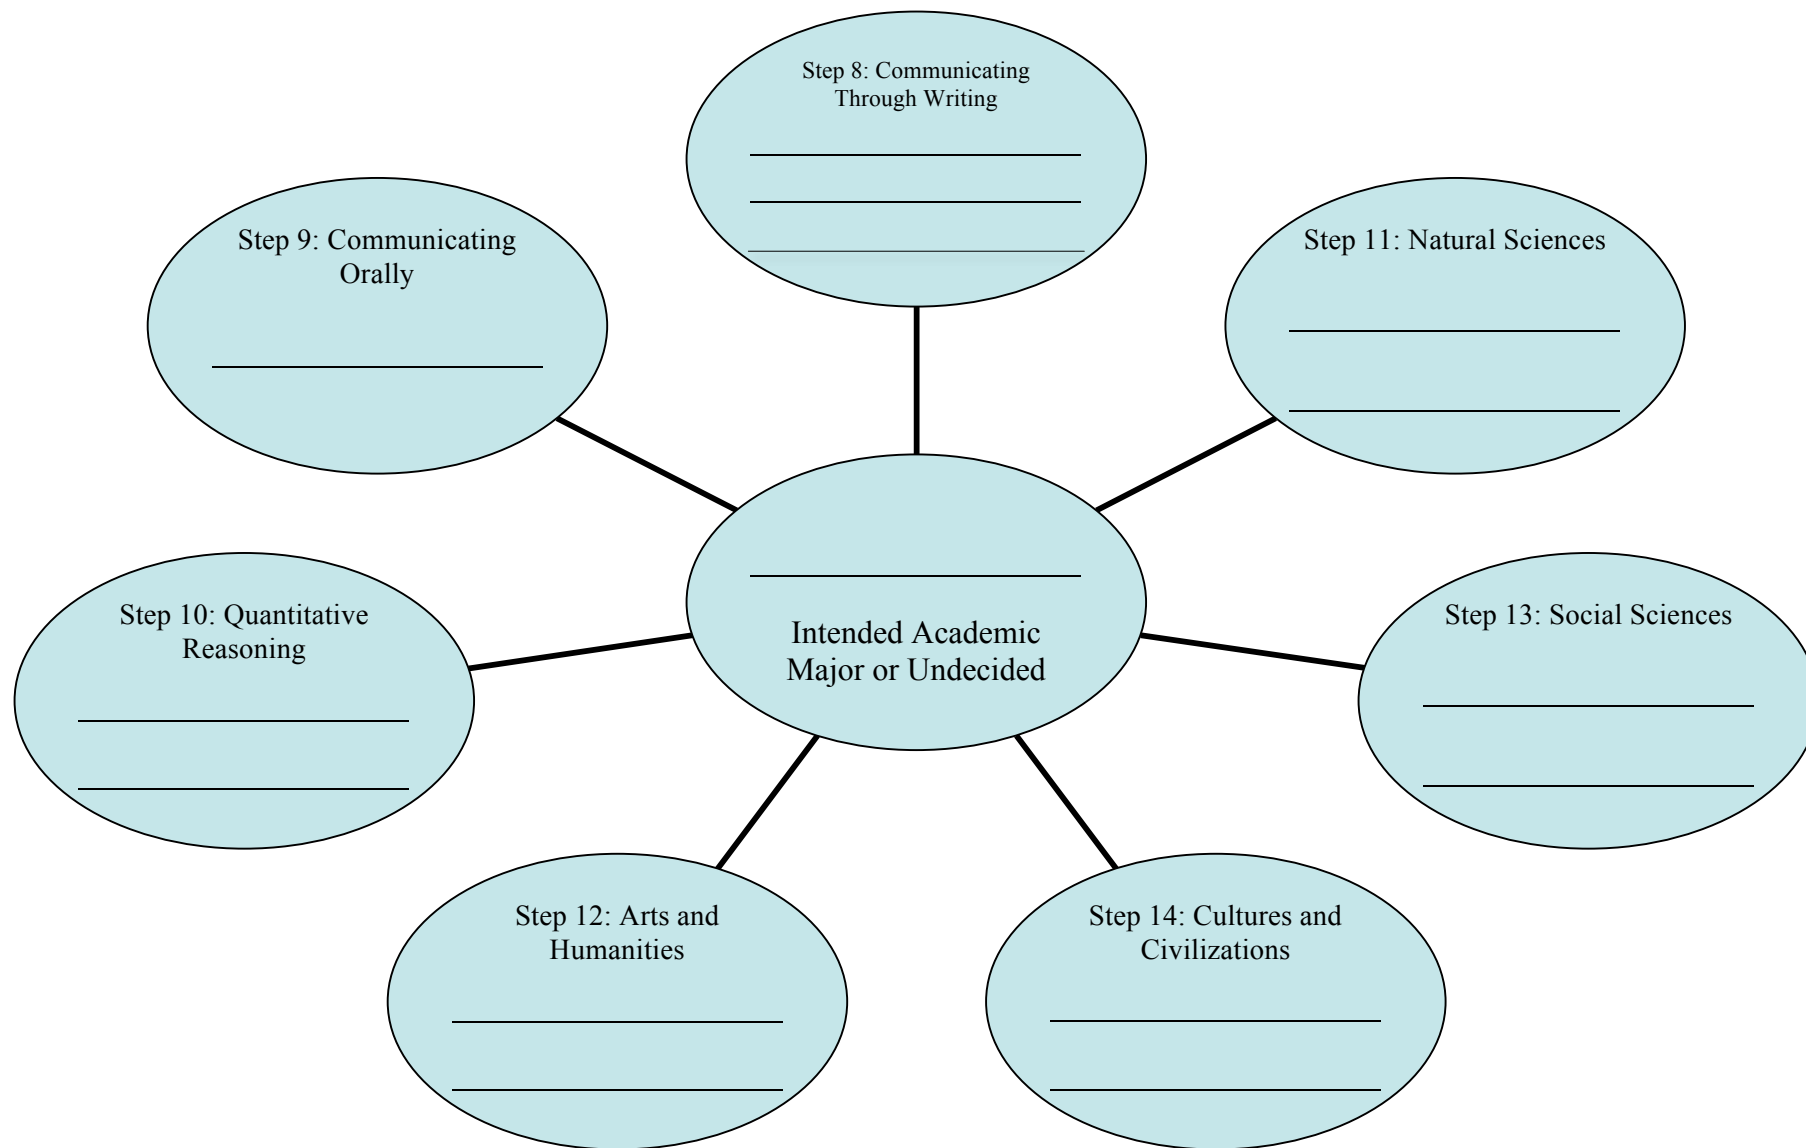 Step 8: Communicating
Through Writing
Step 9: Communicating
Orally
Step 11: Natural Sciences
Intended Academic
Major or Undecided
Step 10: Quantitative
Reasoning
Step 13: Social Sciences
Step 12: Arts and
Humanities
Step 14: Cultures and
Civilizations